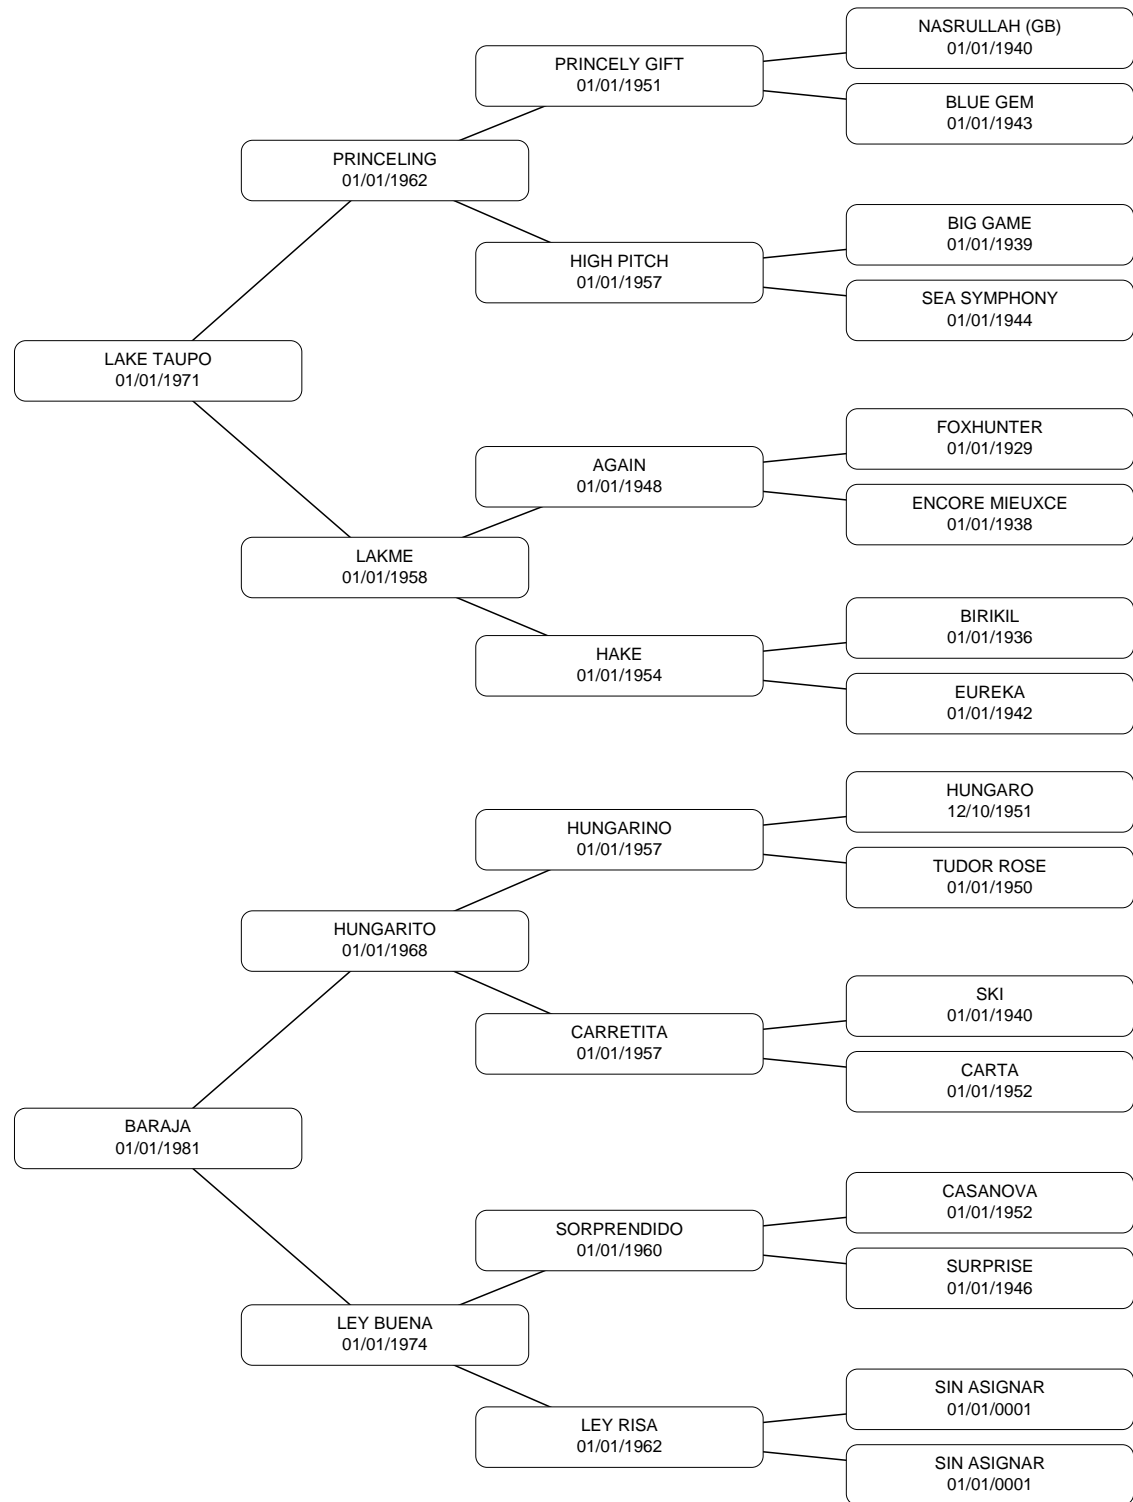 NASRULLAH (GB)
01/01/1940
PRINCELY GIFT
01/01/1951
BLUE GEM
01/01/1943
PRINCELING
01/01/1962
BIG GAME
01/01/1939
HIGH PITCH
01/01/1957
SEA SYMPHONY
01/01/1944
LAKE TAUPO
01/01/1971
FOXHUNTER
01/01/1929
AGAIN
01/01/1948
ENCORE MIEUXCE
01/01/1938
LAKME
01/01/1958
BIRIKIL
01/01/1936
HAKE
01/01/1954
EUREKA
01/01/1942
HUNGARO
12/10/1951
HUNGARINO
01/01/1957
TUDOR ROSE
01/01/1950
HUNGARITO
01/01/1968
SKI
01/01/1940
CARRETITA
01/01/1957
CARTA
01/01/1952
BARAJA
01/01/1981
CASANOVA
01/01/1952
SORPRENDIDO
01/01/1960
SURPRISE
01/01/1946
LEY BUENA
01/01/1974
SIN ASIGNAR
01/01/0001
LEY RISA
01/01/1962
SIN ASIGNAR
01/01/0001